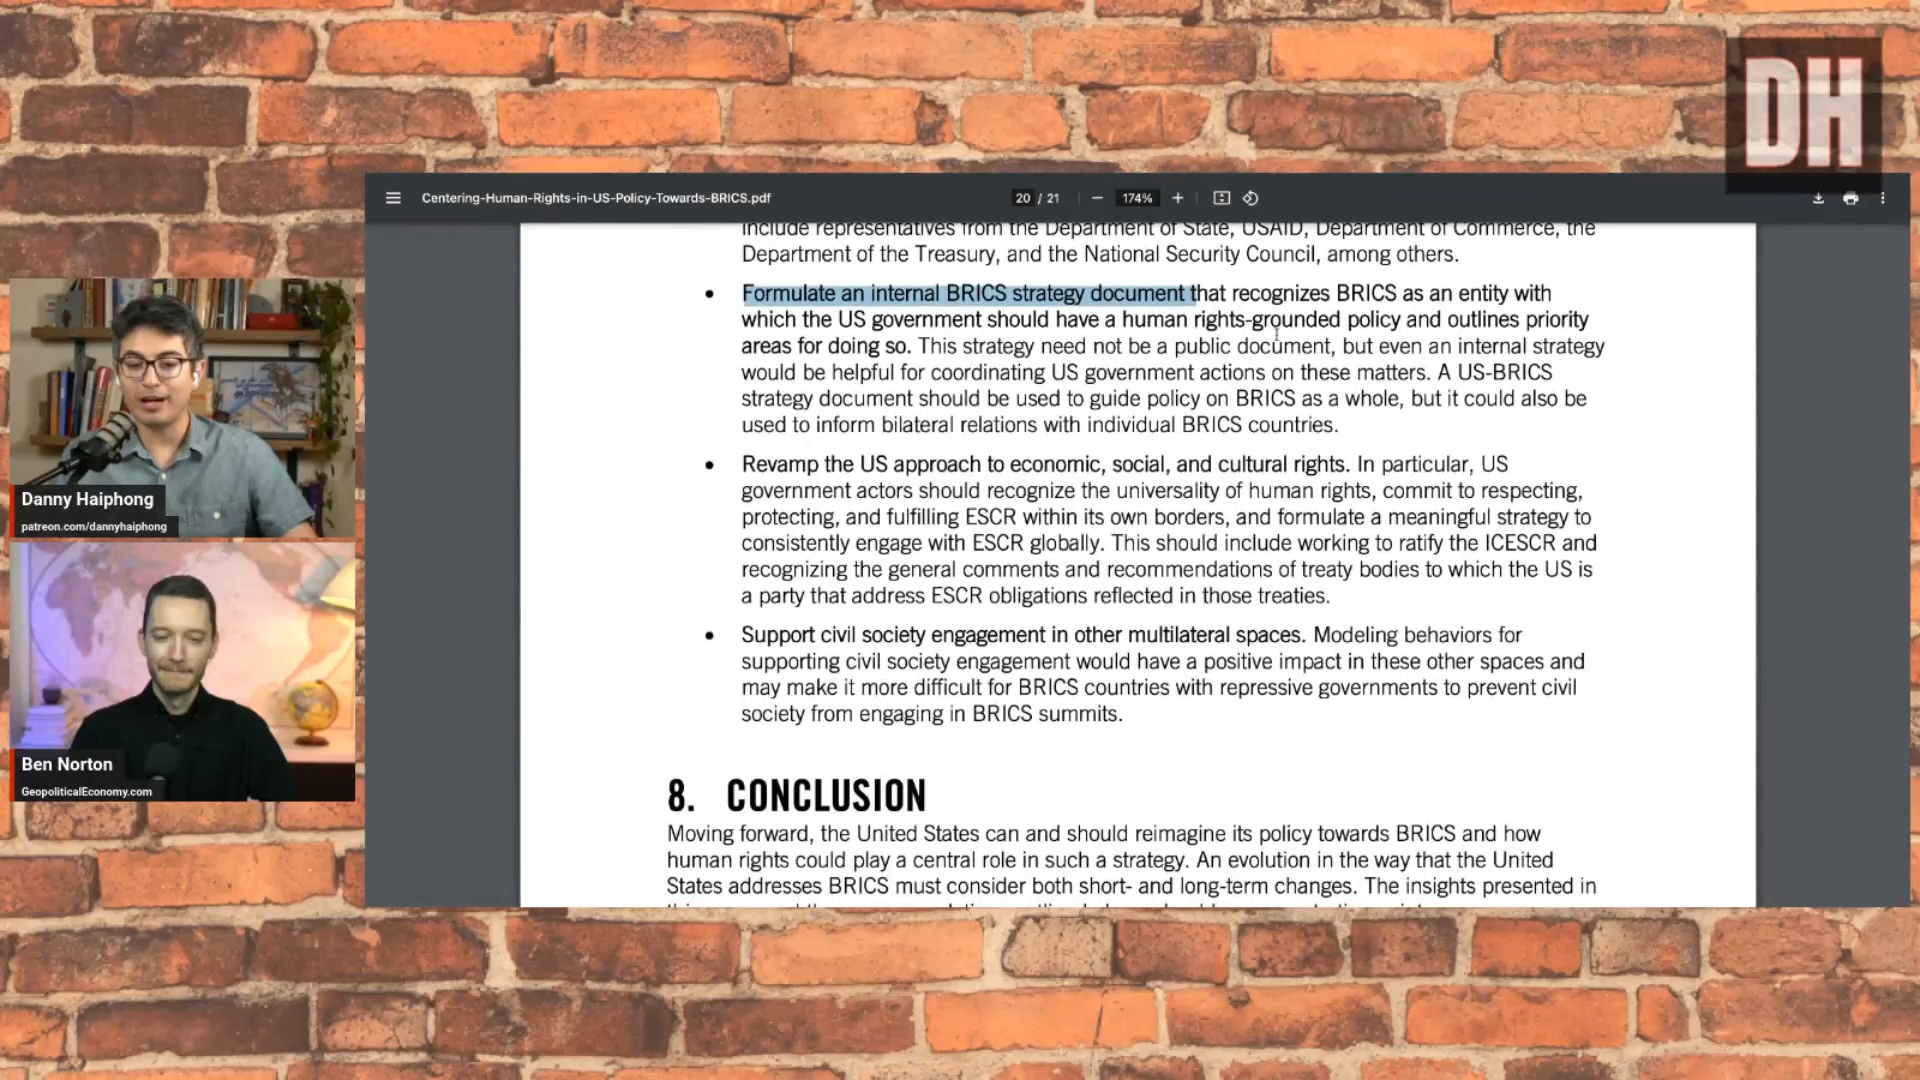 DH
Centering-Human-Rights-in-US-Policy-Towards-BRICS.pdf
20 / 21
174%
include representatives from the Department of State, USAID, Department of Commerce, the
Department of the Treasury, and the National Security Council, among others.
• Formulate an internal BRICS strategy document that recognizes BRICS as an entity with
which the US government should have a human rights-grounded policy and outlines priority
areas for doing so. This strategy need not be a public document, but even an internal strategy
would be helpful for coordinating US government actions on these matters. A US-BRICS
strategy document should be used to guide policy on BRICS as a whole, but it could also be
used to inform bilateral relations with individual BRICS countries.
• Revamp the US approach to economic, social, and cultural rights. In particular, US
government actors should recognize the universality of human rights, commit to respecting,
protecting, and fulfilling ESCR within its own borders, and formulate a meaningful strategy to
consistently engage with ESCR globally. This should include working to ratify the ICESCR and
recognizing the general comments and recommendations of treaty bodies to which the US is
a party that address ESCR obligations reflected in those treaties.
• Support civil society engagement in other multilateral spaces. Modeling behaviors for
supporting civil society engagement would have a positive impact in these other spaces and
may make it more difficult for BRICS countries with repressive governments to prevent civil
society from engaging in BRICS summits.
8. CONCLUSION
Moving forward, the United States can and should reimagine its policy towards BRICS and how
human rights could play a central role in such a strategy. An evolution in the way that the United
States addresses BRICS must consider both short- and long-term changes. The insights presented in
Danny Haiphong
patreon.com/dannyhaiphong
Ben Norton
GeopoliticalEconomy.com